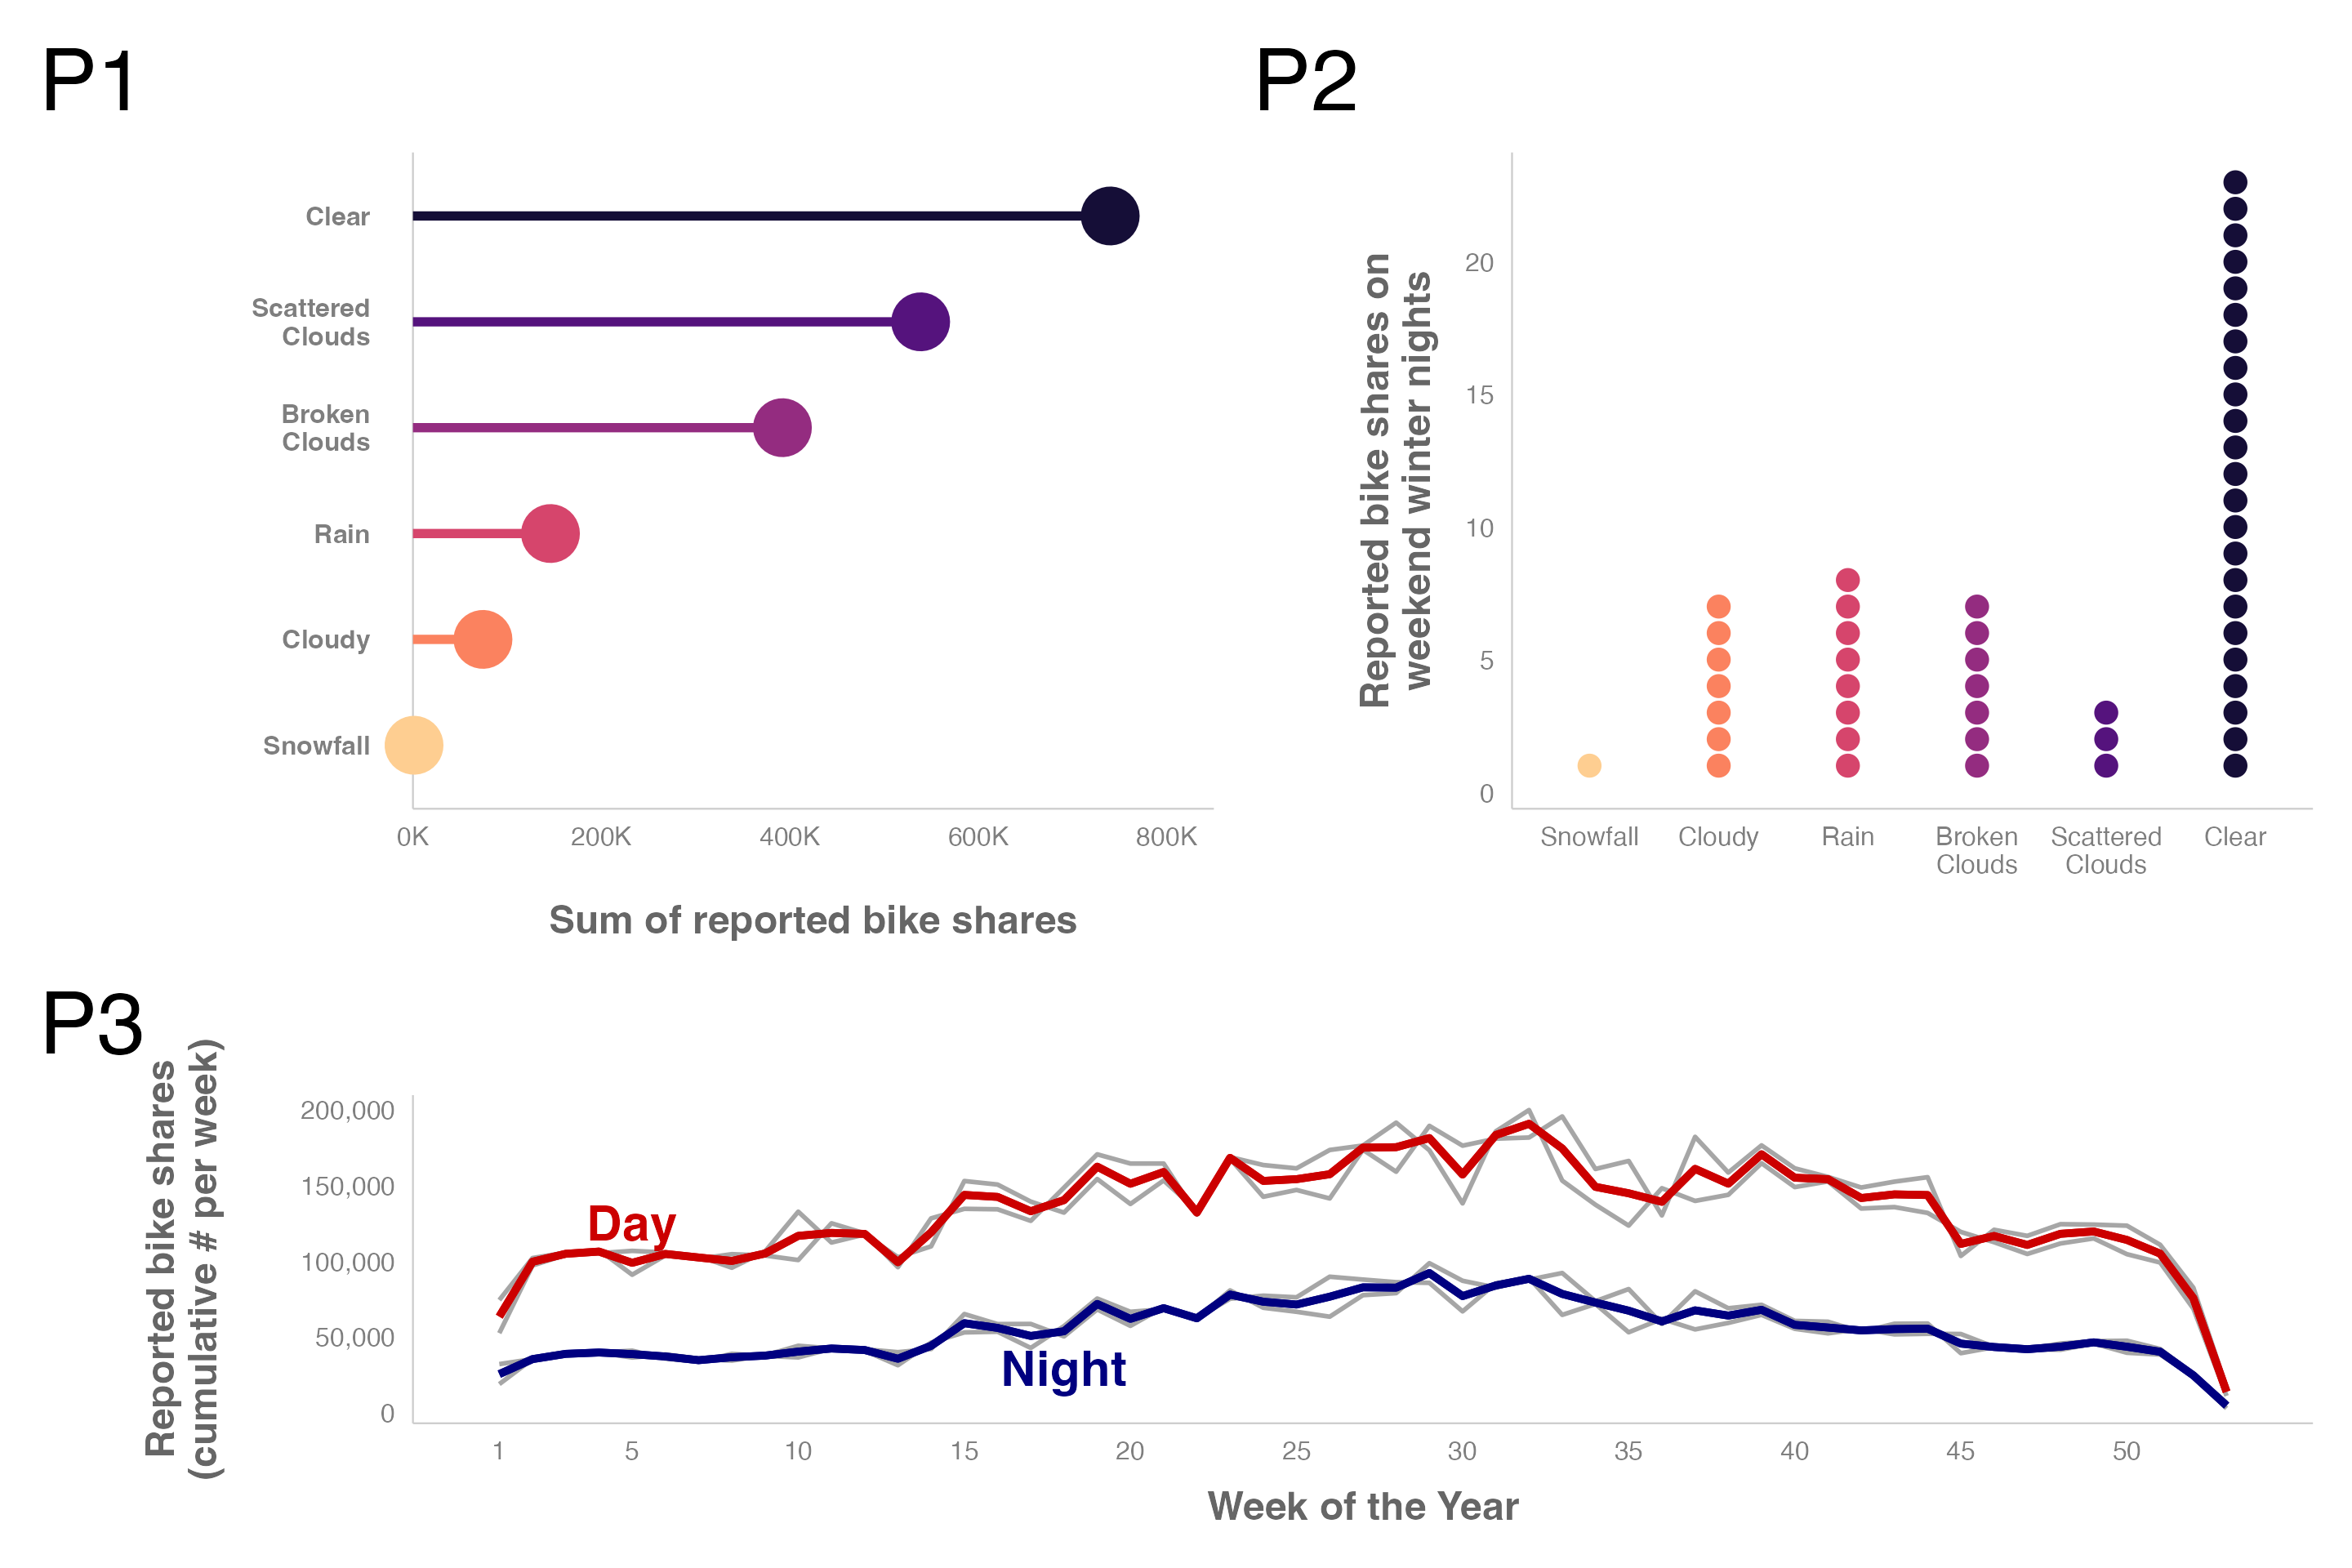 P1
Clear
Scattered
Clouds
Broken
Clouds
Rain
Cloudy
Snowfall
0K
200K
400K
600K
800K
Sum of reported bike shares
P2
Reported bike shares on
weekend winter nights
20
15
10
5
0
Snowfall
Cloudy
Rain
Broken
Clouds
Scattered
Clouds
Clear
P3
Reported bike shares
(cumulative # per week)
200,000
150,000
100,000
50,000
0
Day
Night
1
5
10
15
20
25
30
35
40
45
50
Week of the Year